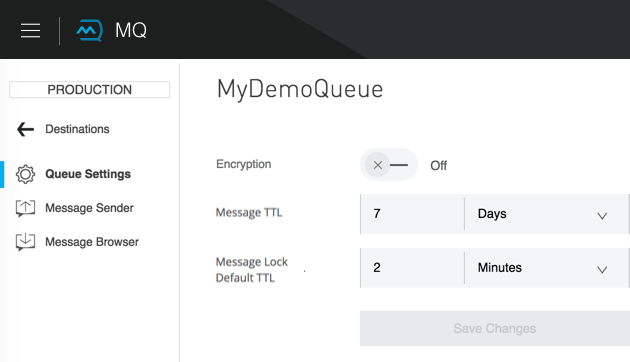 MQ
PRODUCTION
MyDemoQueue
Destinations
Queue Settings
Message Sender
Message Browser
Encryption
Off
Message TTL
7
Days
Message Lock
Default TTL
2
Minutes
Save Changes